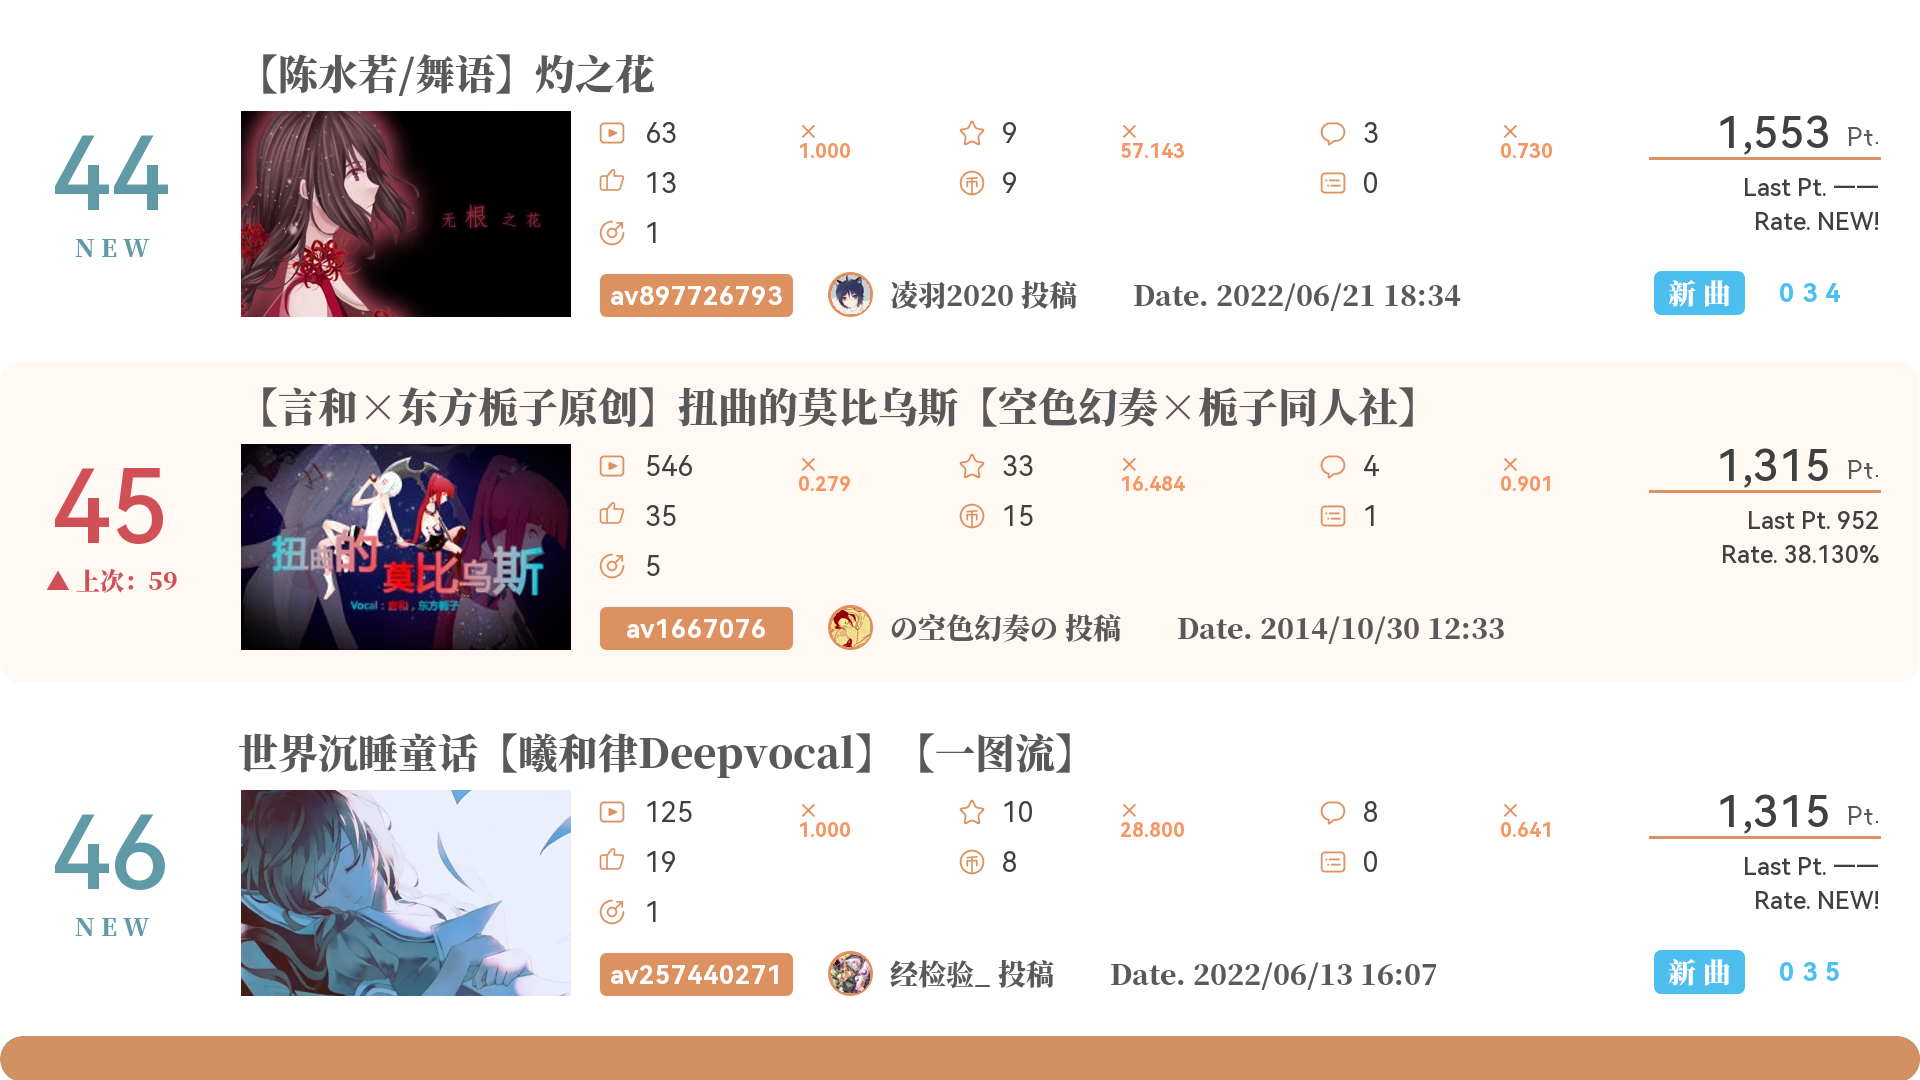 【陈水若/舞语】灼之花
44
NEW
无根之花
63
×
1.000
9
×
57.143
3
×
0.730
13
9
0
1
1,553 Pt.
Last Pt. ——
Rate. NEW!
av897726793
凌羽2020 投稿
Date. 2022/06/21 18:34
新曲
034
【言和×东方栀子原创】扭曲的莫比乌斯【空色幻奏×栀子同人社】
45
▲上次：59
扭曲的
莫比乌斯
Vocal：言和，东方栀子
546
×
0.279
33
×
16.484
4
×
0.901
35
15
1
5
1,315 Pt.
Last Pt. 952
Rate. 38.130%
av1667076
の空色幻奏の 投稿
Date. 2014/10/30 12:33
世界沉睡童话【曦和律Deepvocal】【一图流】
46
NEW
125
×
1.000
10
×
28.800
8
×
0.641
19
8
0
1
1,315 Pt.
Last Pt. ——
Rate. NEW!
av257440271
经检验_ 投稿
Date. 2022/06/13 16:07
新曲
035